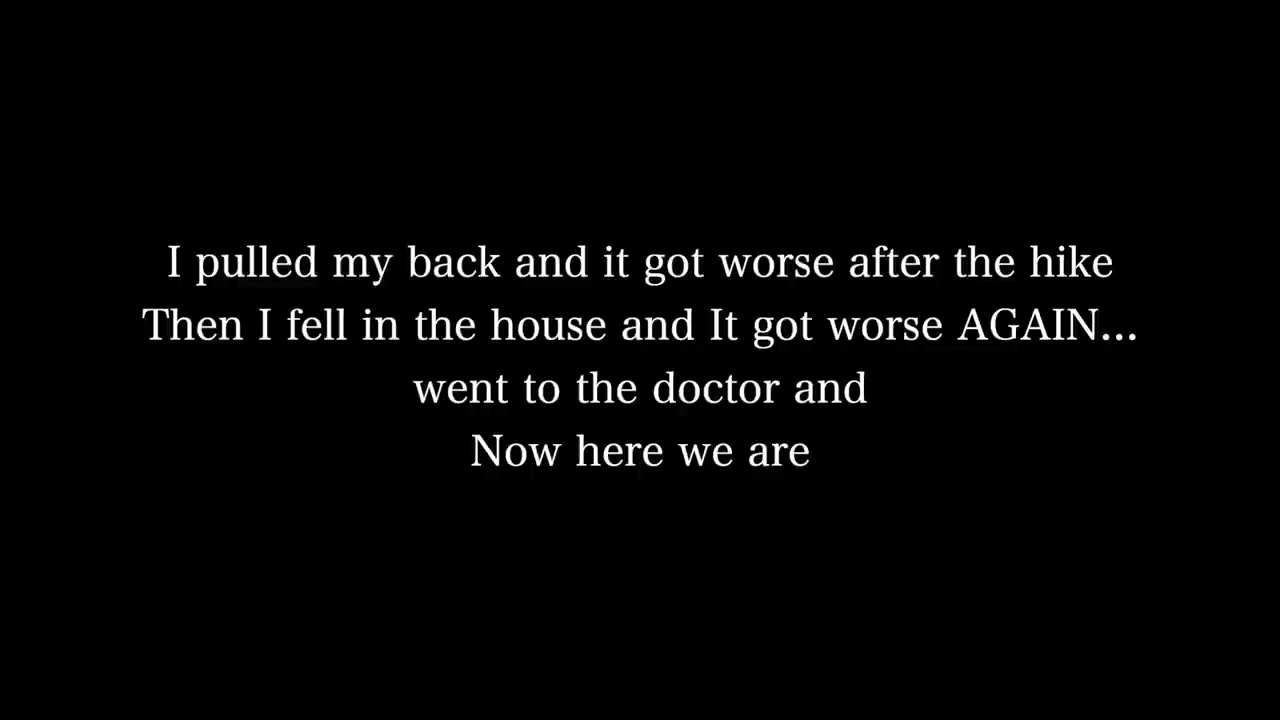 I pulled my back and it got worse after the hike
Then I fell in the house and It got worse AGAIN...
went to the doctor and
Now here we are